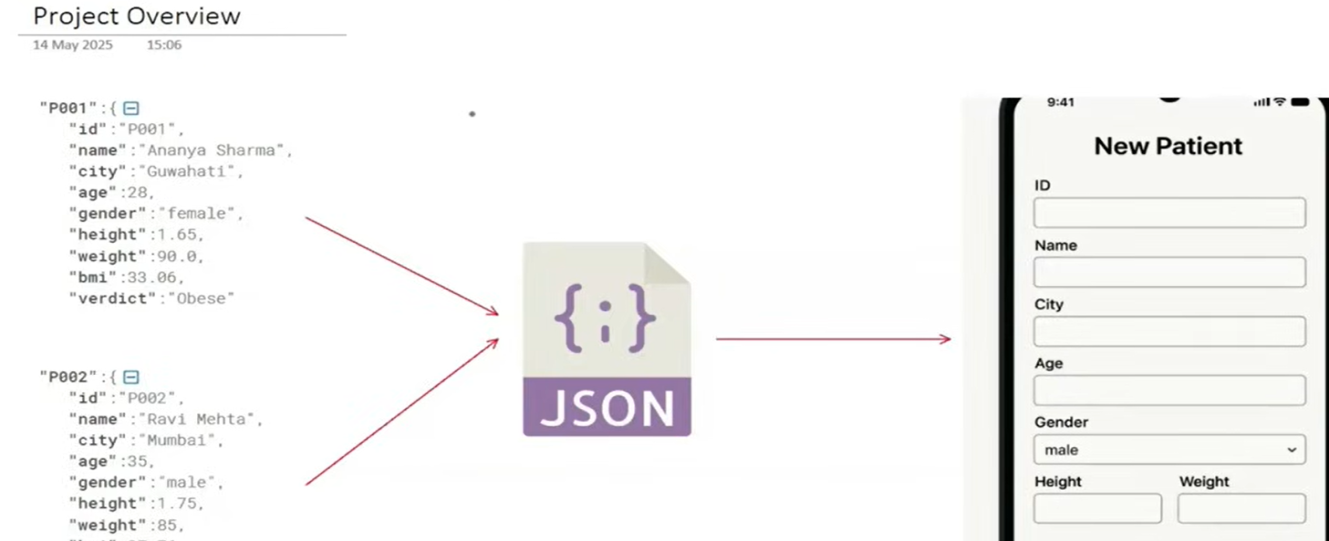 Project Overview
14 May 2025 15:06
"P001":{
"id":"P001",
"name":"Ananya Sharma",
"city":"Guwahati",
"age":28,
"gender":"female",
"height":1.65,
"weight":90.0,
"bmi":33.06,
"verdict":"Obese"
"P002":{
"id":"P002",
"name":"Ravi Mehta",
"city":"Mumbai",
"age":35,
"gender":"male",
"height":1.75,
"weight":85,
{;}
JSON
9:41
New Patient
ID
Name
City
Age
Gender
male
Height Weight